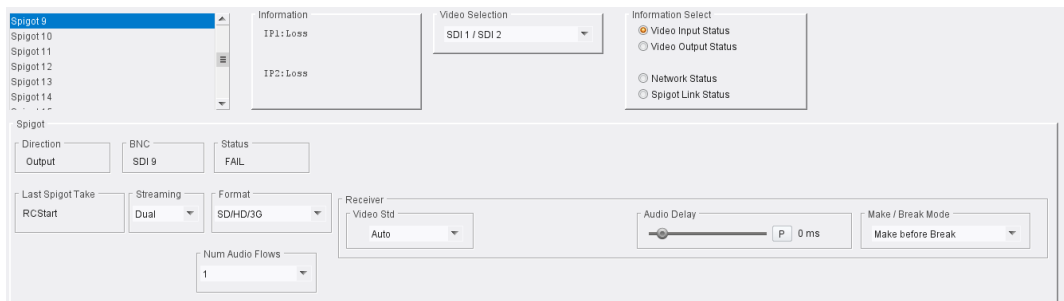 Spigot 9
Spigot 10
Spigot 11
Spigot 12
Spigot 13
Spigot 14
Information
IP1:Loss
IP2:Loss
Video Selection
SDI 1 / SDI 2
Information Select
Video Input Status
Video Output Status
Network Status
Spigot Link Status
Spigot
Direction
Output
BNC
SDI 9
Status
FAIL
Last Spigot Take
RCStart
Streaming
Dual
Format
SD/HD/3G
Receiver
Video Std
Auto
Audio Delay
P 0 ms
Make / Break Mode
Make before Break
Num Audio Flows
1